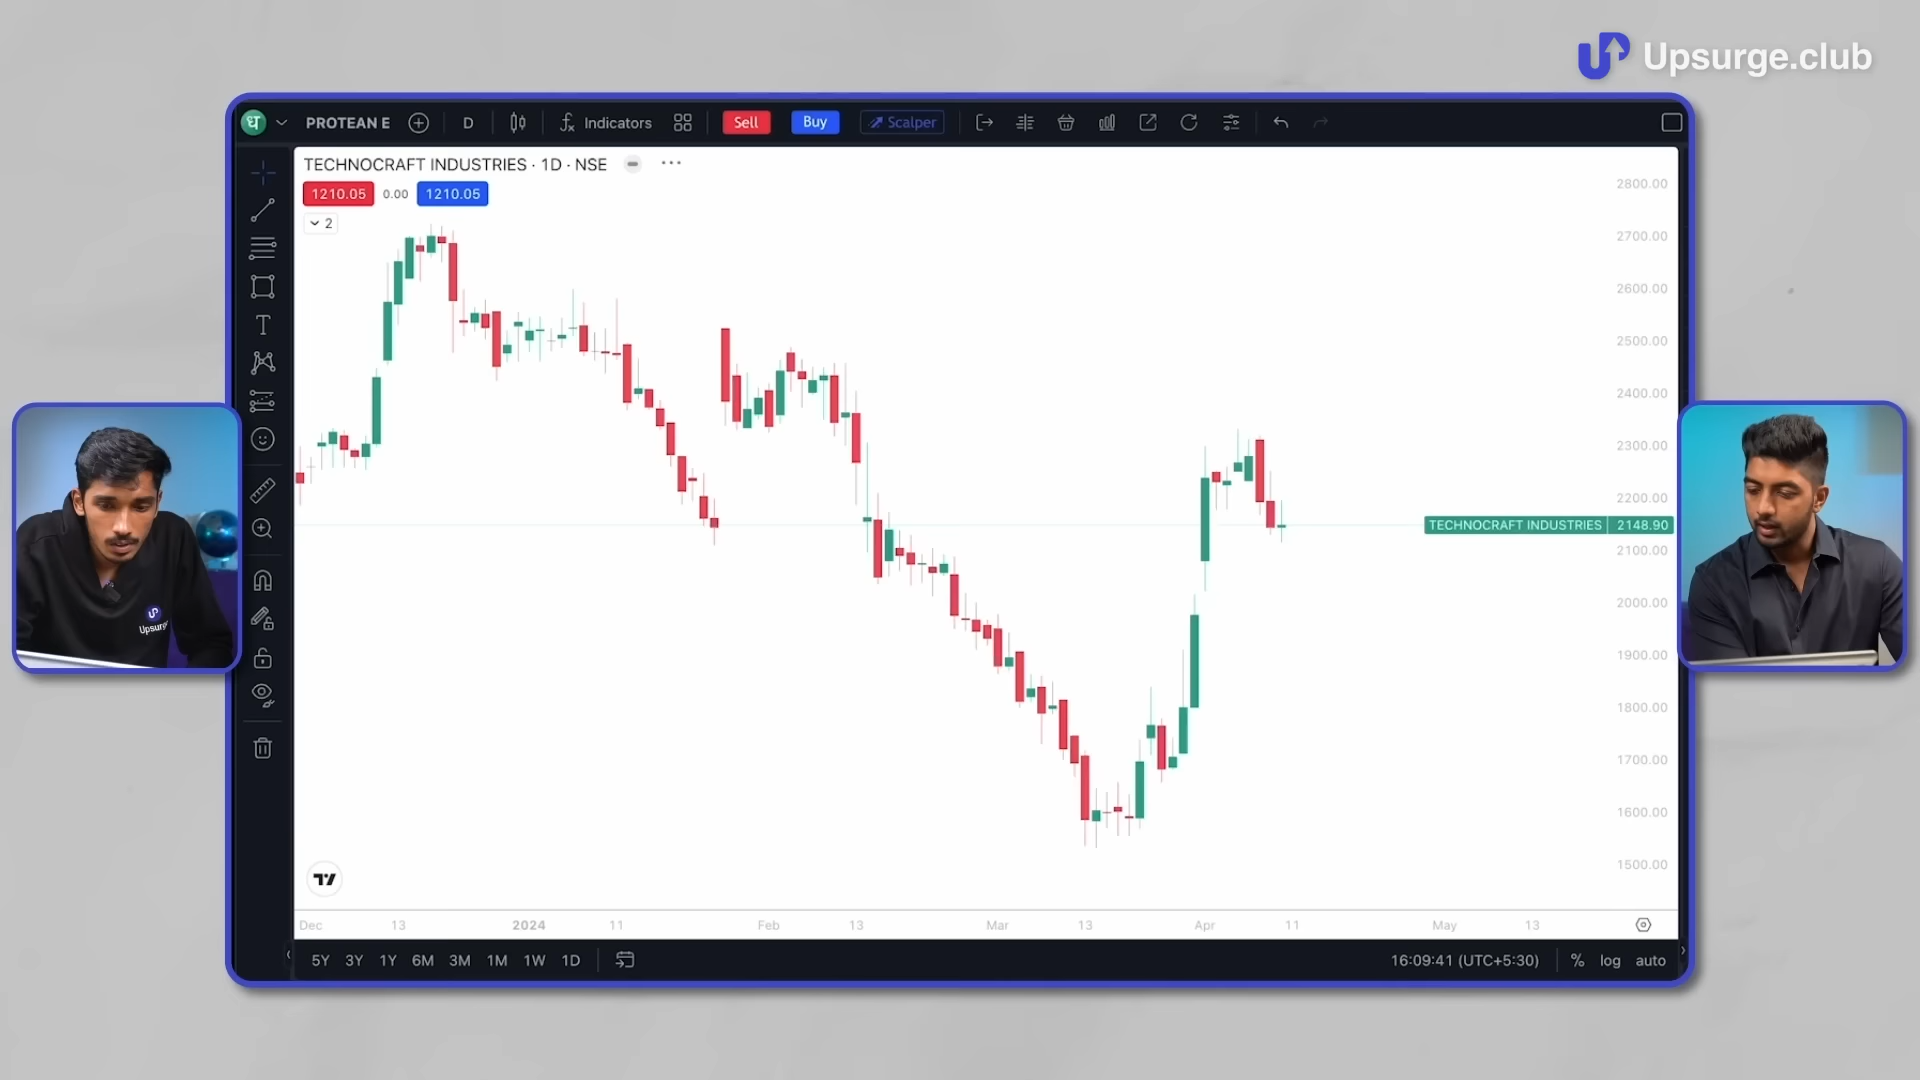 Upsurge.club
ध PROTEAN E D Indicators Sell Buy Scalper
TECHNOCRAFT INDUSTRIES · 1D · NSE
1210.05 0.00 1210.05
2
2800.00
2700.00
2600.00
2500.00
2400.00
2300.00
2200.00
TECHNOCRAFT INDUSTRIES 2148.90
2100.00
2000.00
1900.00
1800.00
1700.00
1600.00
1500.00
T
Upsurge
Dec 13 2024 11 Feb 13 Mar 13 Apr 11 May 13
5Y 3Y 1Y 6M 3M 1M 1W 1D 16:09:41 (UTC+5:30) % log auto